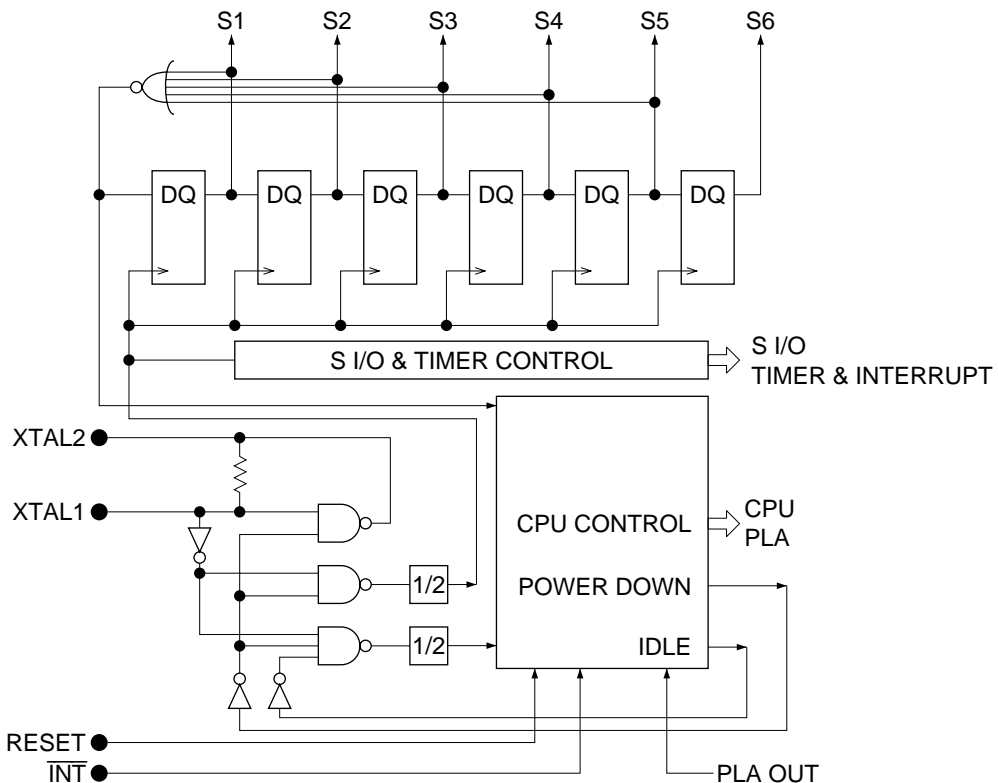 S1 S2 S3 S4 S5 S6
DQ DQ DQ DQ DQ DQ
S I/O & TIMER CONTROL
S I/O
TIMER & INTERRUPT
XTAL2
XTAL1
CPU CONTROL
CPU
PLA
POWER DOWN
1/2
IDLE
1/2
RESET
INT
PLA OUT